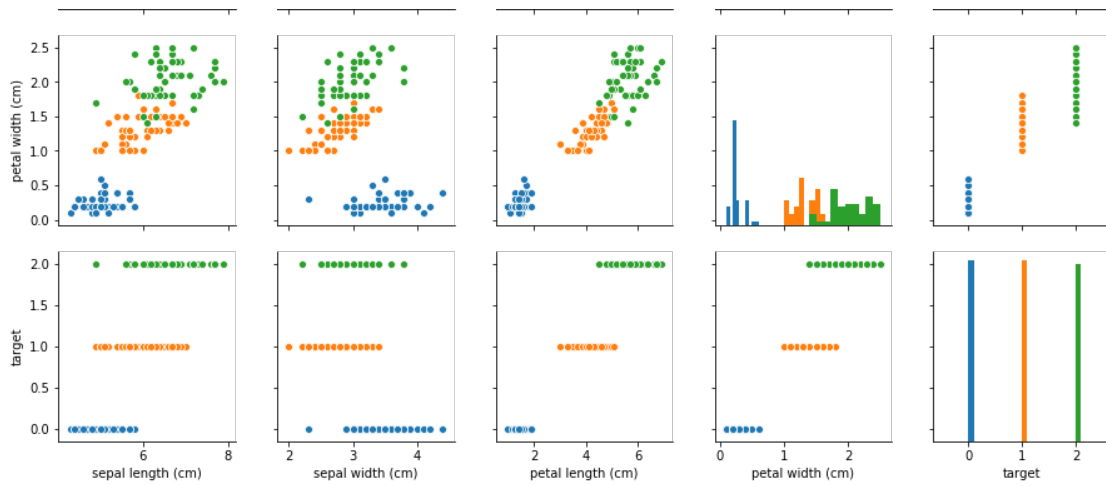 petal width (cm)
2.5
2.0
1.5
1.0
0.5
0.0
target
2.0
1.5
1.0
0.5
0.0
6 8
sepal length (cm)
2 3 4
sepal width (cm)
2 4 6
petal length (cm)
0 1 2
petal width (cm)
0 1 2
target